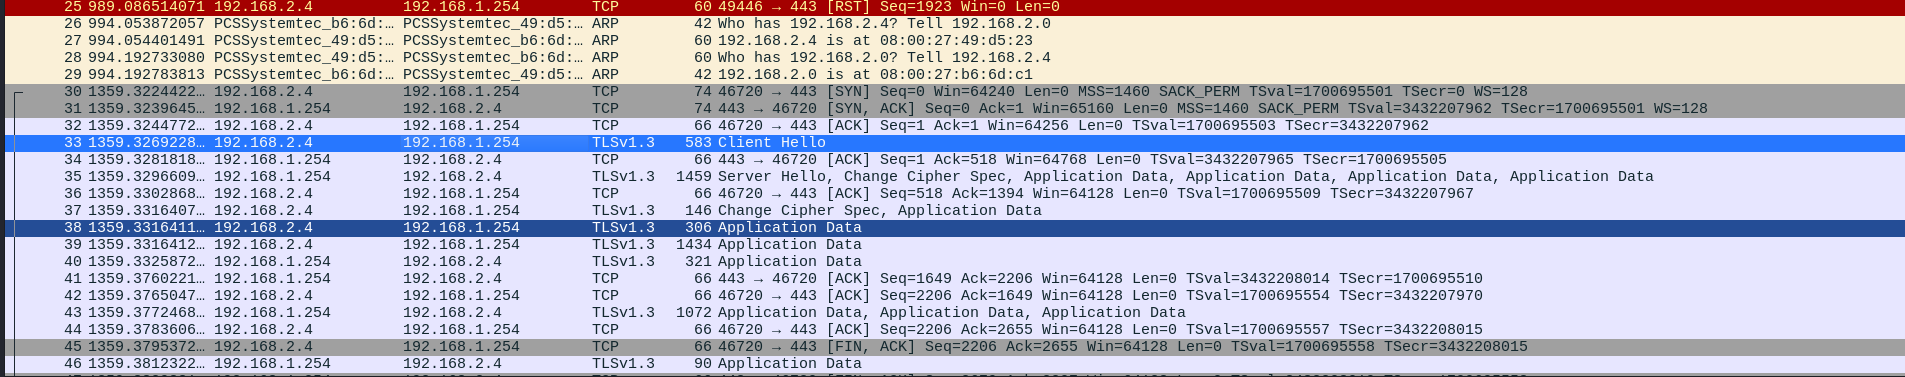 25 989.086514071 192.168.2.4 192.168.1.254 TCP 60 49446 → 443 [RST] Seq=1923 Win=0 Len=0
26 994.053872057 PCSSystemtec_b6:6d:… PCSSystemtec_49:d5:… ARP 42 Who has 192.168.2.4? Tell 192.168.2.0
27 994.054401491 PCSSystemtec_49:d5:… PCSSystemtec_b6:6d:… ARP 60 192.168.2.4 is at 08:00:27:49:d5:23
28 994.192733080 PCSSystemtec_49:d5:… PCSSystemtec_b6:6d:… ARP 60 Who has 192.168.2.0? Tell 192.168.2.4
29 994.192783813 PCSSystemtec_b6:6d:… PCSSystemtec_49:d5:… ARP 42 192.168.2.0 is at 08:00:27:b6:6d:c1
30 1359.3224422… 192.168.2.4 192.168.1.254 TCP 74 46720 → 443 [SYN] Seq=0 Win=64240 Len=0 MSS=1460 SACK_PERM TSval=1700695501 TSecr=0 WS=128
31 1359.3239645… 192.168.1.254 192.168.2.4 TCP 74 443 → 46720 [SYN, ACK] Seq=0 Ack=1 Win=65160 Len=0 MSS=1460 SACK_PERM TSval=3432207962 TSecr=1700695501 WS=128
32 1359.3244772… 192.168.2.4 192.168.1.254 TCP 66 46720 → 443 [ACK] Seq=1 Ack=1 Win=64256 Len=0 TSval=1700695503 TSecr=3432207962
33 1359.3269228… 192.168.2.4 192.168.1.254 TLSv1.3 583 Client Hello
34 1359.3281818… 192.168.1.254 192.168.2.4 TCP 66 443 → 46720 [ACK] Seq=1 Ack=518 Win=64768 Len=0 TSval=3432207965 TSecr=1700695505
35 1359.3296609… 192.168.1.254 192.168.2.4 TLSv1.3 1459 Server Hello, Change Cipher Spec, Application Data, Application Data, Application Data, Application Data
36 1359.3302868… 192.168.2.4 192.168.1.254 TCP 66 46720 → 443 [ACK] Seq=518 Ack=1394 Win=64128 Len=0 TSval=1700695509 TSecr=3432207967
37 1359.3316407… 192.168.2.4 192.168.1.254 TLSv1.3 146 Change Cipher Spec, Application Data
38 1359.3316411… 192.168.2.4 192.168.1.254 TLSv1.3 306 Application Data
39 1359.3316412… 192.168.2.4 192.168.1.254 TLSv1.3 1434 Application Data
40 1359.3325872… 192.168.1.254 192.168.2.4 TLSv1.3 321 Application Data
41 1359.3760221… 192.168.1.254 192.168.2.4 TCP 66 443 → 46720 [ACK] Seq=1649 Ack=2206 Win=64128 Len=0 TSval=3432208014 TSecr=1700695510
42 1359.3765047… 192.168.2.4 192.168.1.254 TCP 66 46720 → 443 [ACK] Seq=2206 Ack=1649 Win=64128 Len=0 TSval=1700695554 TSecr=3432207970
43 1359.3772468… 192.168.1.254 192.168.2.4 TLSv1.3 1072 Application Data, Application Data, Application Data
44 1359.3783606… 192.168.2.4 192.168.1.254 TCP 66 46720 → 443 [ACK] Seq=2206 Ack=2655 Win=64128 Len=0 TSval=1700695557 TSecr=3432208015
45 1359.3795372… 192.168.2.4 192.168.1.254 TCP 66 46720 → 443 [FIN, ACK] Seq=2206 Ack=2655 Win=64128 Len=0 TSval=1700695558 TSecr=3432208015
46 1359.3812322… 192.168.1.254 192.168.2.4 TLSv1.3 90 Application Data